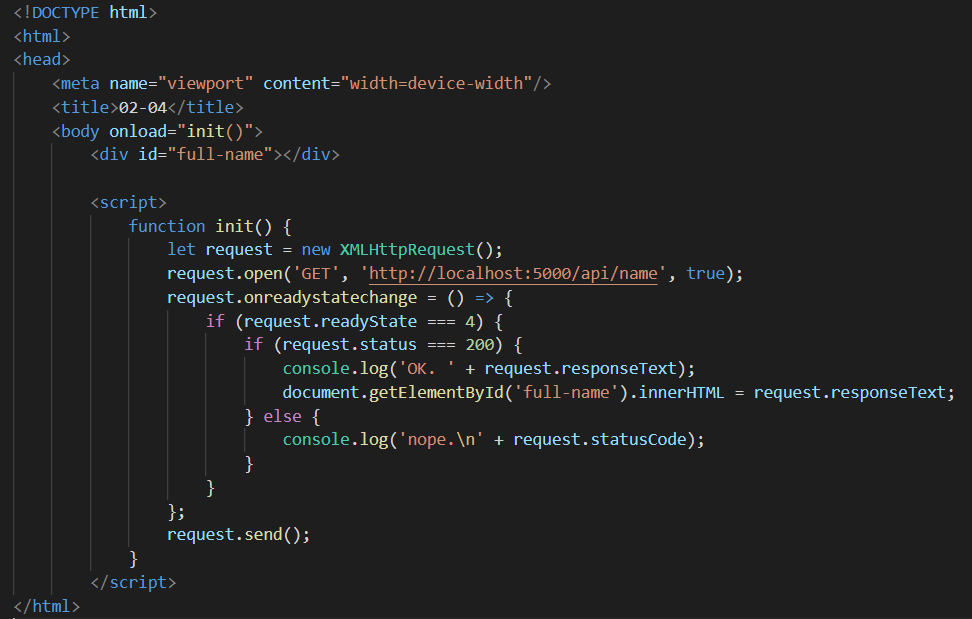 <!DOCTYPE html>
<html>
<head>
    <meta name="viewport" content="width=device-width"/>
    <title>02-04</title>
    <body onload="init()">
        <div id="full-name"></div>

        <script>
            function init() {
                let request = new XMLHttpRequest();
                request.open('GET', 'http://localhost:5000/api/name', true);
                request.onreadystatechange = () => {
                    if (request.readyState === 4) {
                        if (request.status === 200) {
                            console.log('OK. ' + request.responseText);
                            document.getElementById('full-name').innerHTML = request.responseText;
                        } else {
                            console.log('nope.\n' + request.statusCode);
                        }
                    }
                };
                request.send();
            }
        </script>
</html>